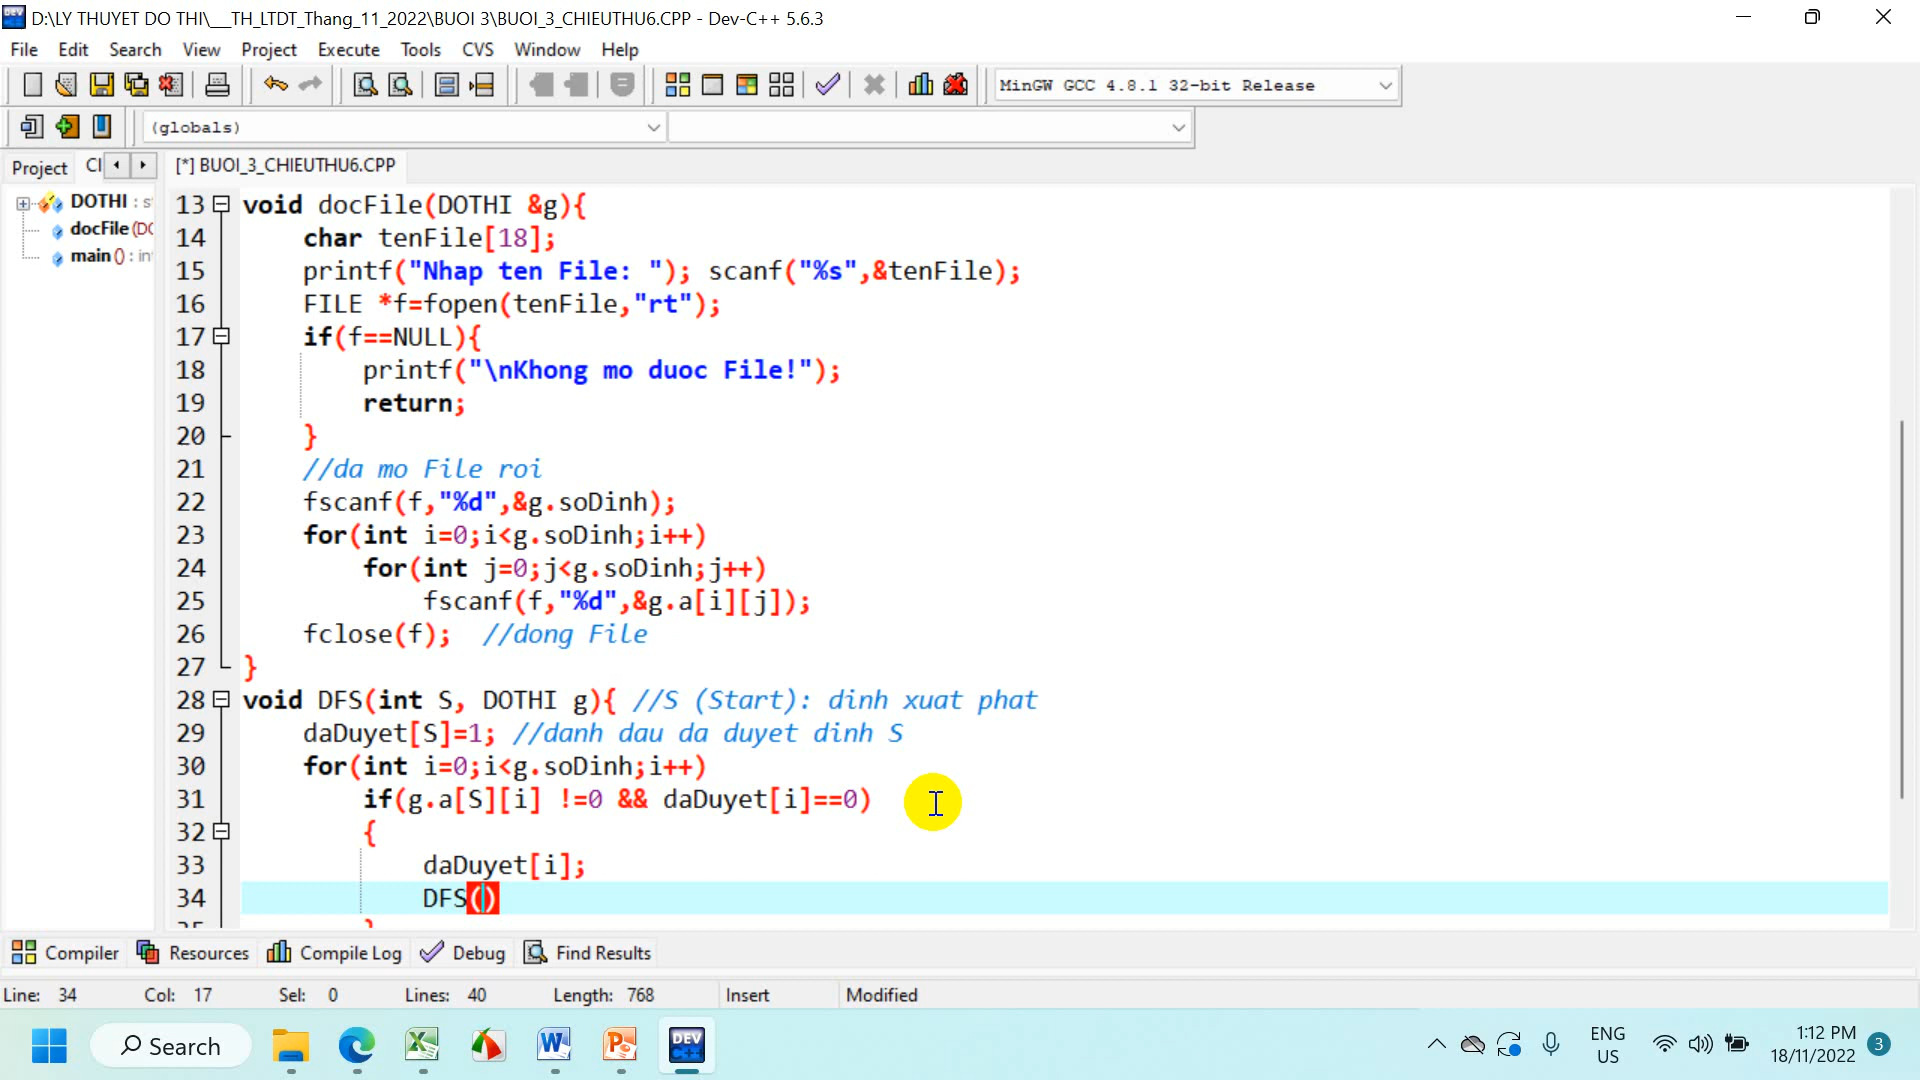 D:\LY THUYET DO THI\__TH_LTDT_Thang_11_2022\BUOI 3\BUOI_3_CHIEUTHU6.CPP - Dev-C++ 5.6.3
File Edit Search View Project Execute Tools CVS Window Help
MinGW GCC 4.8.1 32-bit Release
(globals)
Project Cl [*] BUOI_3_CHIEUTHU6.CPP
DOTHI : s
docFile (DO
main () : in
13 void docFile(DOTHI &g){
14 char tenFile[18];
15 printf("Nhap ten File: "); scanf("%s",&tenFile);
16 FILE *f=fopen(tenFile,"rt");
17 if(f==NULL){
18 printf("\nKhong mo duoc File!");
19 return;
20 }
21 //da mo File roi
22 fscanf(f,"%d",&g.soDinh);
23 for(int i=0;i<g.soDinh;i++)
24 for(int j=0;j<g.soDinh;j++)
25 fscanf(f,"%d",&g.a[i][j]);
26 fclose(f); //dong File
27 }
28 void DFS(int S, DOTHI g){ //S (Start): dinh xuat phat
29 daDuyet[S]=1; //danh dau da duyet dinh S
30 for(int i=0;i<g.soDinh;i++)
31 if(g.a[S][i] !=0 && daDuyet[i]==0)
32 {
33 daDuyet[i];
34 DFS()
Compiler Resources Compile Log Debug Find Results
Line: 34 Col: 17 Sel: 0 Lines: 40 Length: 768 Insert Modified
Search
DEV C++
ENG
US
1:12 PM
18/11/2022
3